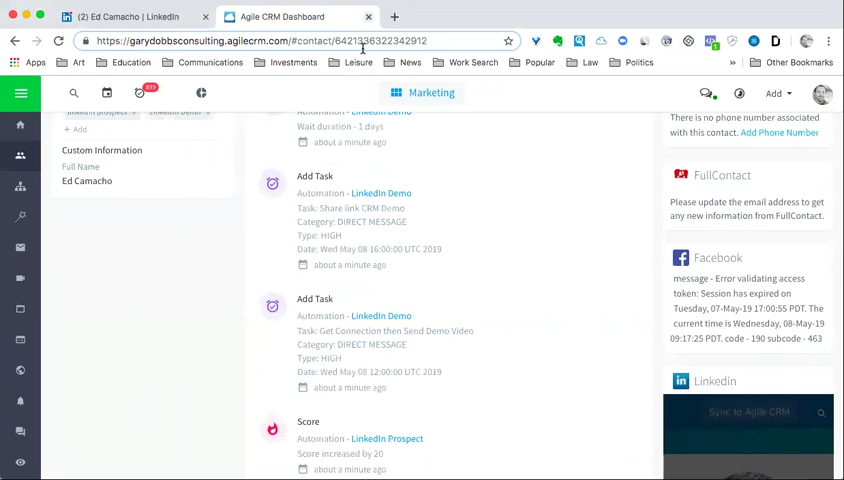 (2) Ed Camacho | LinkedIn
Agile CRM Dashboard
https://garydobbsconsulting.agilecrm.com/#contact/6421336322342912
Apps Art Education Communications Investments Leisure News Work Search Popular Law Politics » Other Bookmarks
Marketing
Add
linkedin prospect LinkedIn Demo
+ Add
Custom Information
Full Name
Ed Camacho
Automation - LinkedIn Demo
Wait duration - 1 days
about a minute ago
Add Task
Automation - LinkedIn Demo
Task: Share link CRM Demo
Category: DIRECT MESSAGE
Type: HIGH
Date: Wed May 08 16:00:00 UTC 2019
about a minute ago
Add Task
Automation - LinkedIn Demo
Task: Get Connection then Send Demo Video
Category: DIRECT MESSAGE
Type: HIGH
Date: Wed May 08 12:00:00 UTC 2019
about a minute ago
Score
Automation - LinkedIn Prospect
Score increased by 20
about a minute ago
There is no phone number associated
with this contact. Add Phone Number
FullContact
Please update the email address to get
any new information from FullContact.
Facebook
message - Error validating access
token: Session has expired on
Tuesday, 07-May-19 17:00:55 PDT. The
current time is Wednesday, 08-May-19
09:17:25 PDT. code - 190 subcode - 463
Linkedin
Sync to Agile CRM